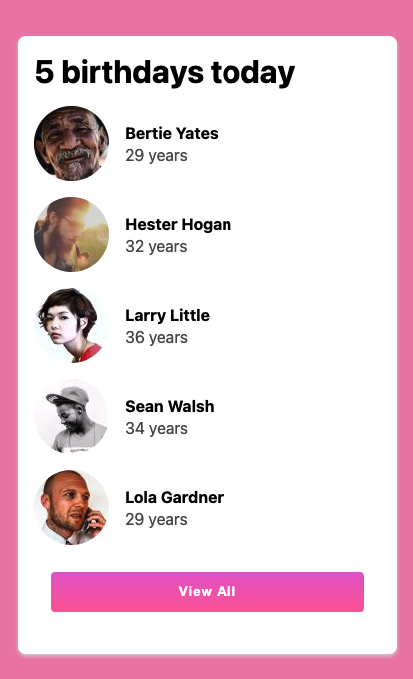 5 birthdays today
Bertie Yates
29 years
Hester Hogan
32 years
Larry Little
36 years
Sean Walsh
34 years
Lola Gardner
29 years
View All